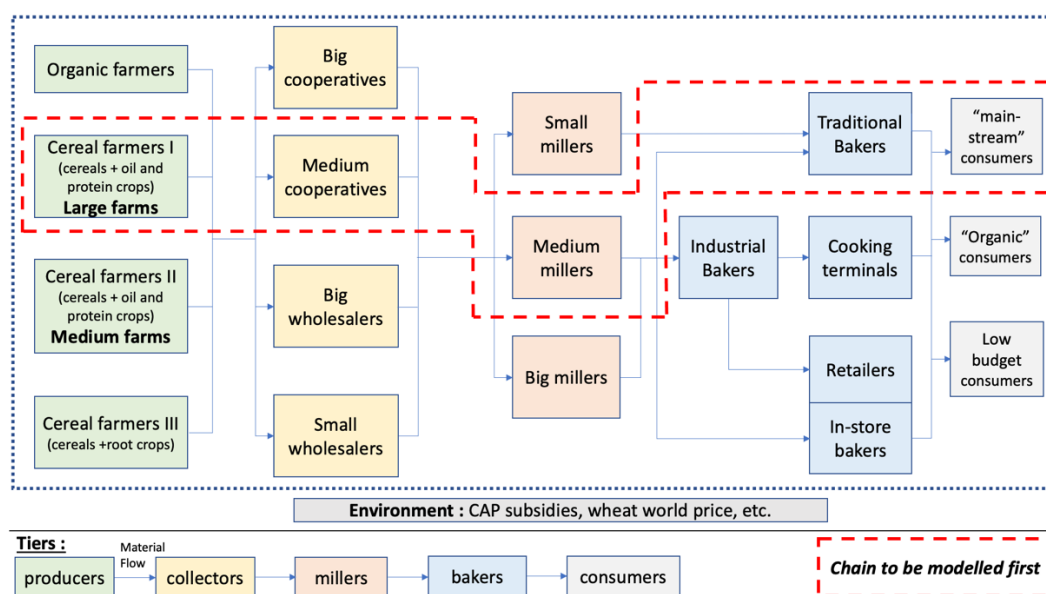 Organic farmers
Cereal farmers I
(cereals + oil and
protein crops)
Large farms
Cereal farmers II
(cereals + oil and
protein crops)
Medium farms
Cereal farmers III
(cereals +root crops)
Big
cooperatives
Medium
cooperatives
Big
wholesalers
Small
wholesalers
Small
millers
Medium
millers
Big millers
Industrial
Bakers
Traditional
Bakers
Cooking
terminals
Retailers
In-store
bakers
“main-
stream”
consumers
“Organic”
consumers
Low
budget
consumers
Environment : CAP subsidies, wheat world price, etc.
Tiers :
producers
Material
Flow
collectors
millers
bakers
consumers
Chain to be modelled first